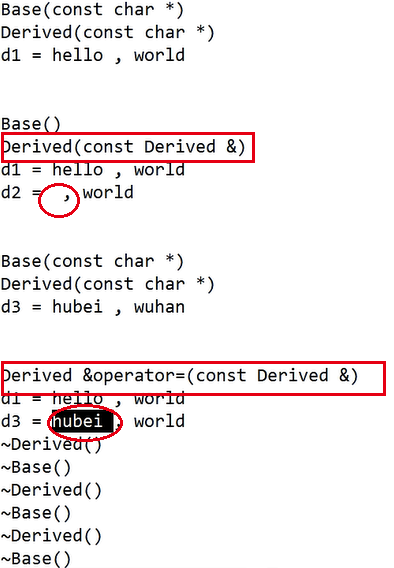 Base(const char *)
Derived(const char *)
d1 = hello , world
Base()
Derived(const Derived &)
d1 = hello , world
d2 =  , world
Base(const char *)
Derived(const char *)
d3 = hubei , wuhan
Derived &operator=(const Derived &)
d1 = hello , world
d3 = hubei , world
~Derived()
~Base()
~Derived()
~Base()
~Derived()
~Base()